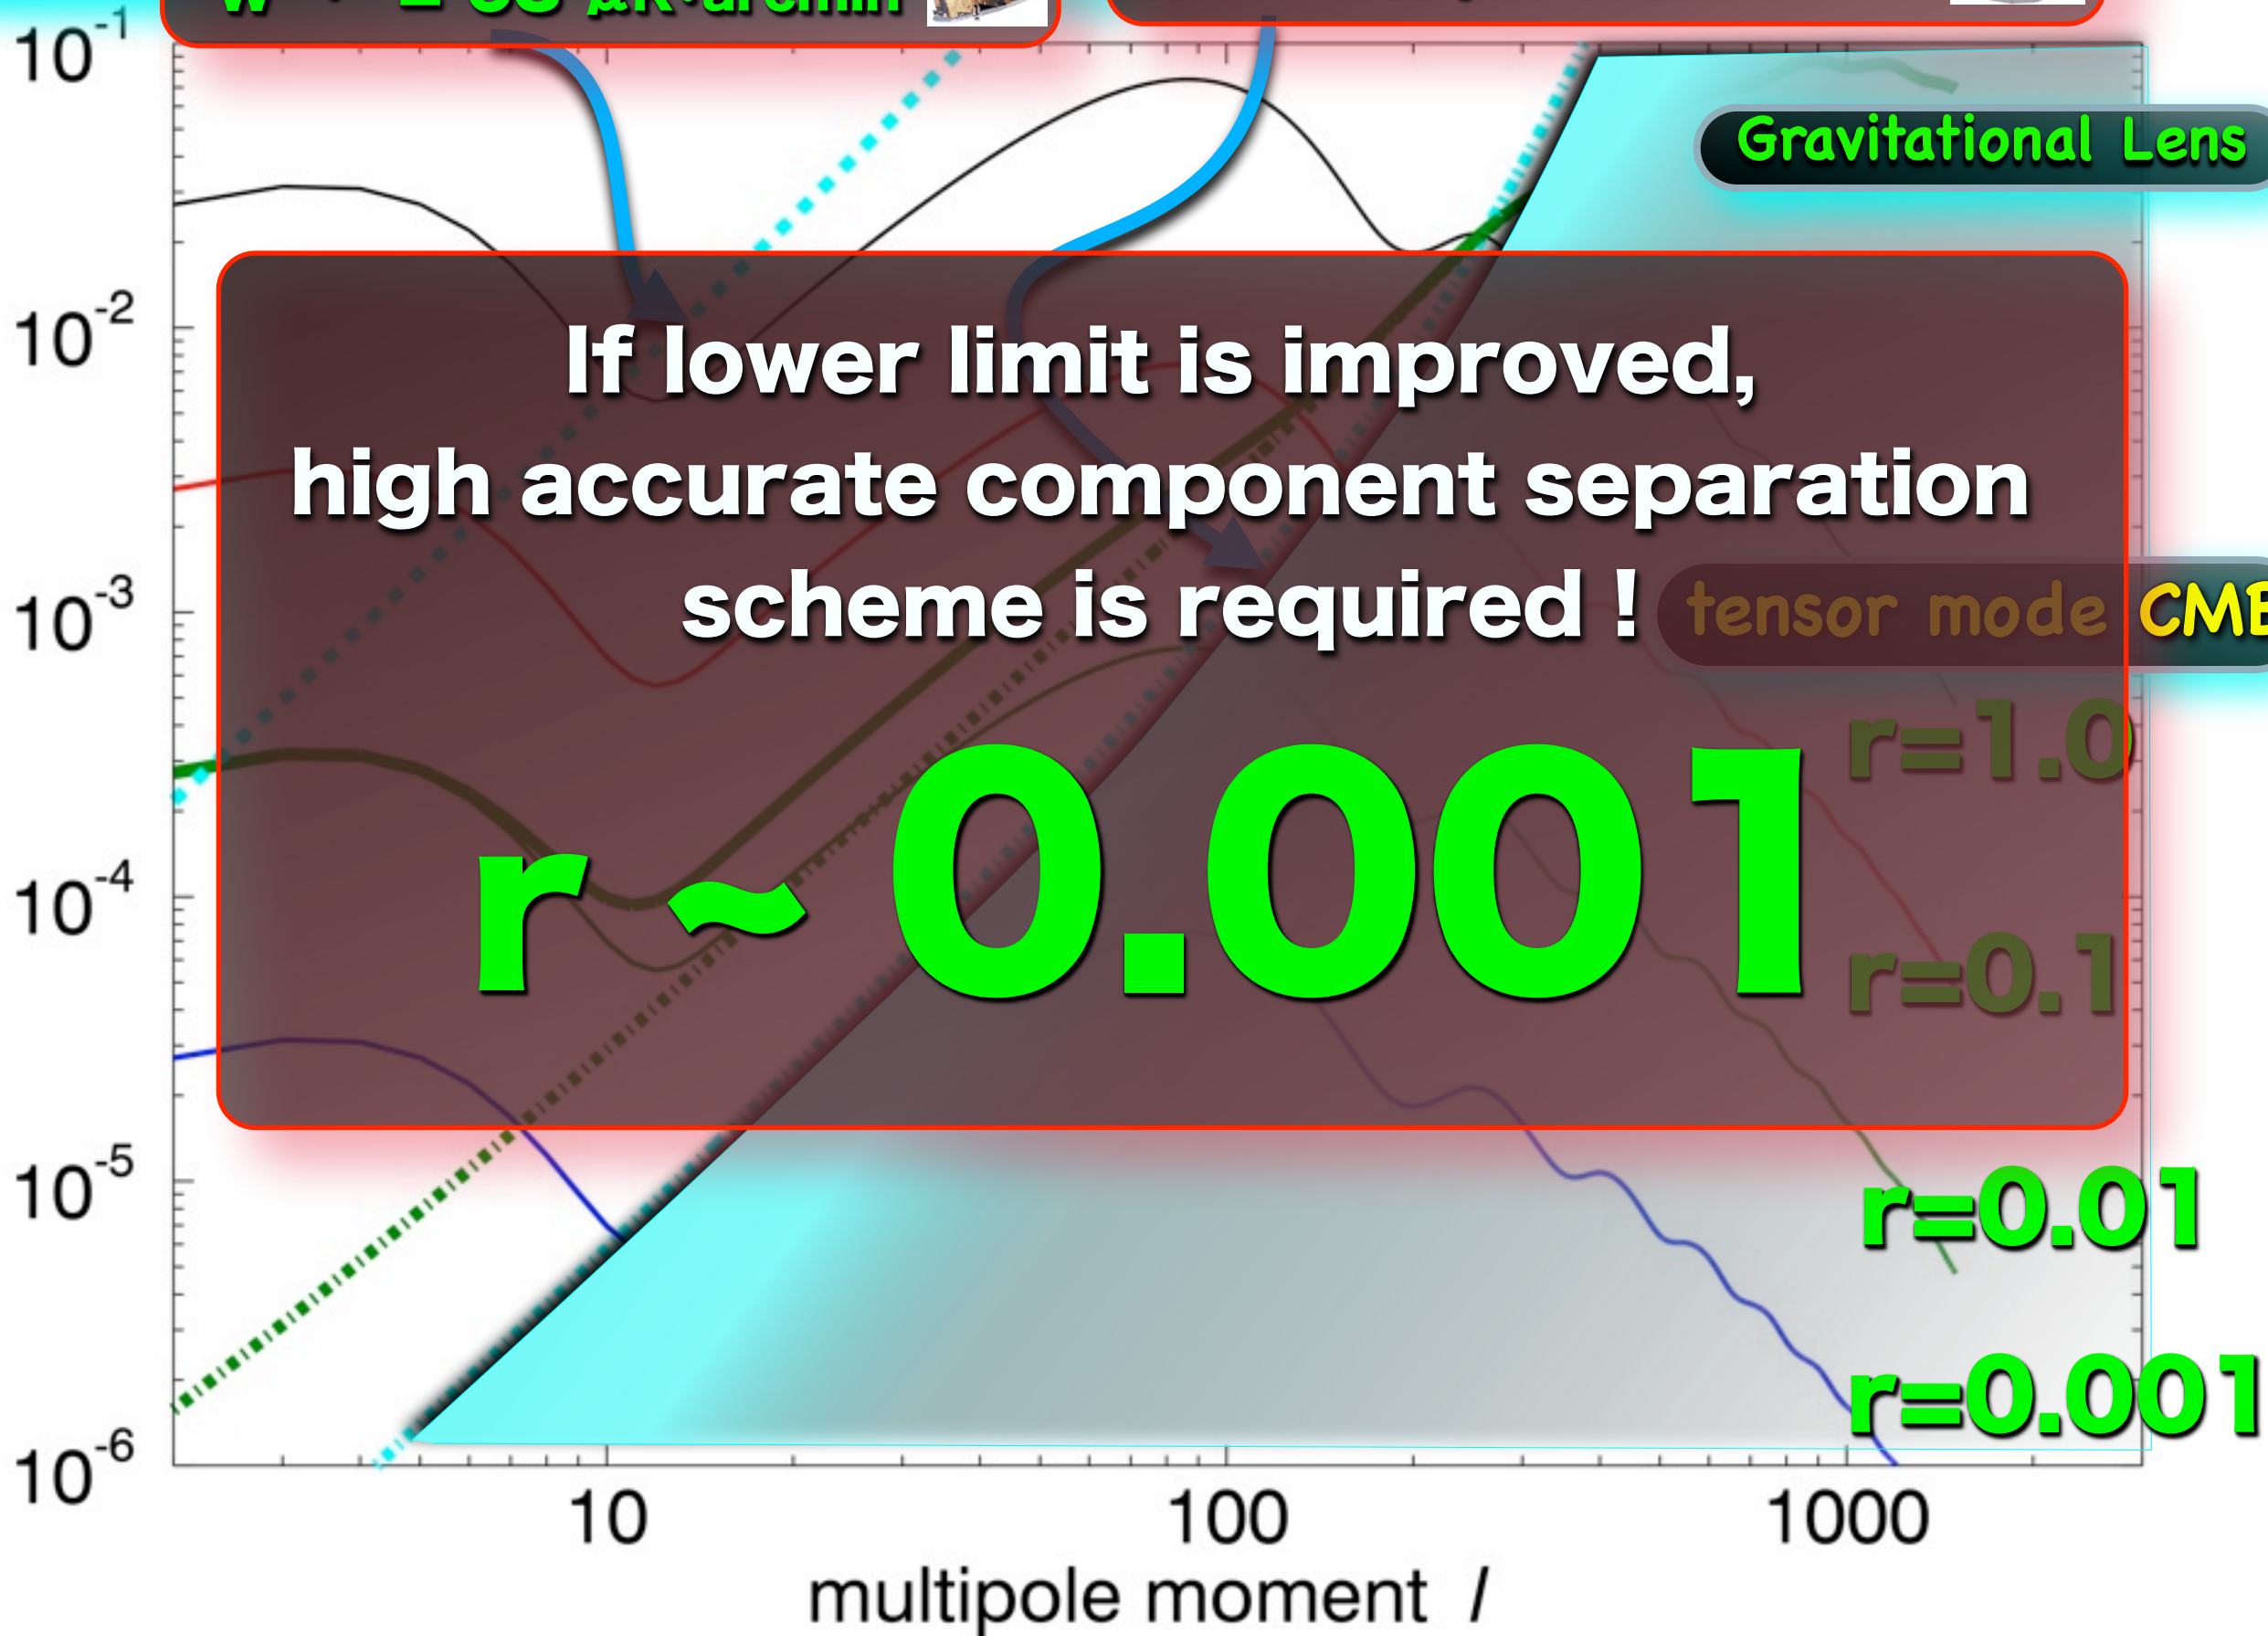 10^-1
Gravitational Lens
10^-2
If lower limit is improved,
high accurate component separation
scheme is required !
10^-3
tensor mode CMB
r=1.0
r ~ 0.001
10^-4
r=0.1
10^-5
r=0.01
r=0.001
10^-6
10 100 1000
multipole moment l